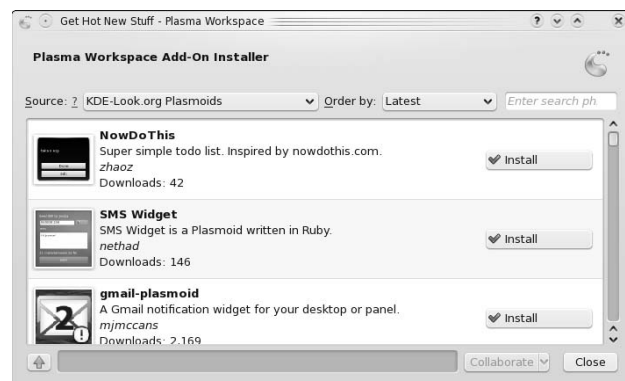 Get Hot New Stuff - Plasma Workspace
Plasma Workspace Add-On Installer
Source: ? KDE-Look.org Plasmoids Order by: Latest Enter search ph
NowDoThis
Super simple todo list. Inspired by nowdothis.com.
zhaoz
Downloads: 42
Install
SMS Widget
SMS Widget is a Plasmoid written in Ruby.
nethad
Downloads: 146
Install
gmail-plasmoid
A Gmail notification widget for your desktop or panel.
mjmccans
Downloads: 2,169
Install
2
Collaborate Close